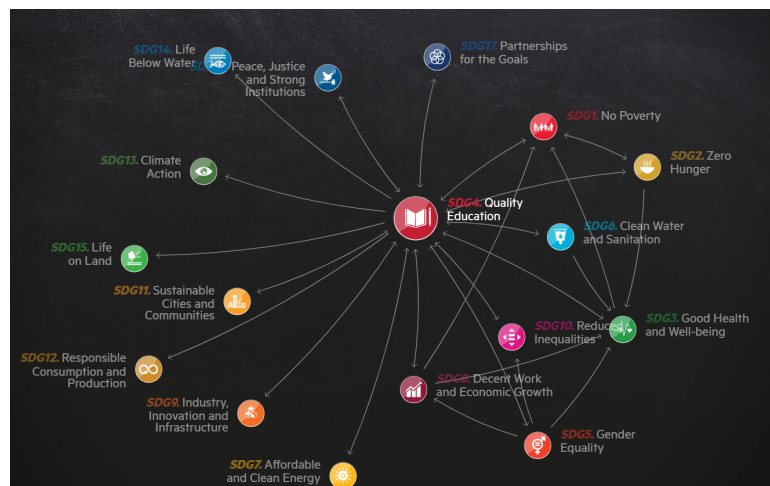 SDG14. Life
Below Water
Peace, Justice
and Strong
Institutions
SDG17. Partnerships
for the Goals
SDG1. No Poverty
SDG2. Zero
Hunger
SDG13. Climate
Action
SDG4. Quality
Education
SDG6. Clean Water
and Sanitation
SDG15. Life
on Land
SDG11. Sustainable
Cities and
Communities
SDG10. Reduced
Inequalities
SDG3. Good Health
and Well-being
SDG12. Responsible
Consumption and
Production
SDG8. Decent Work
and Economic Growth
SDG9. Industry,
Innovation and
Infrastructure
SDG5. Gender
Equality
SDG7. Affordable
and Clean Energy